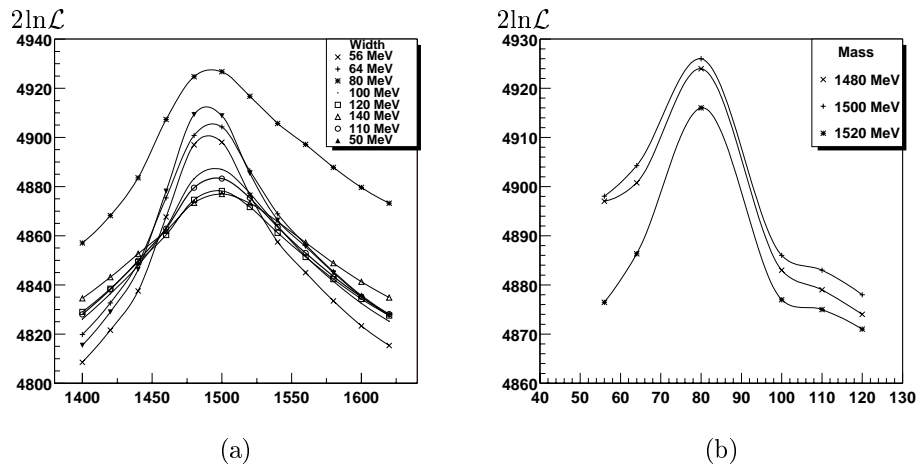 2lnℒ
4940
4920
4900
4880
4860
4840
4820
4800
1400 1450 1500 1550 1600
Width
56 MeV
64 MeV
80 MeV
100 MeV
120 MeV
140 MeV
110 MeV
50 MeV
(a)
2lnℒ
4930
4920
4910
4900
4890
4880
4870
4860
40 50 60 70 80 90 100 110 120 130
Mass
1480 MeV
1500 MeV
1520 MeV
(b)